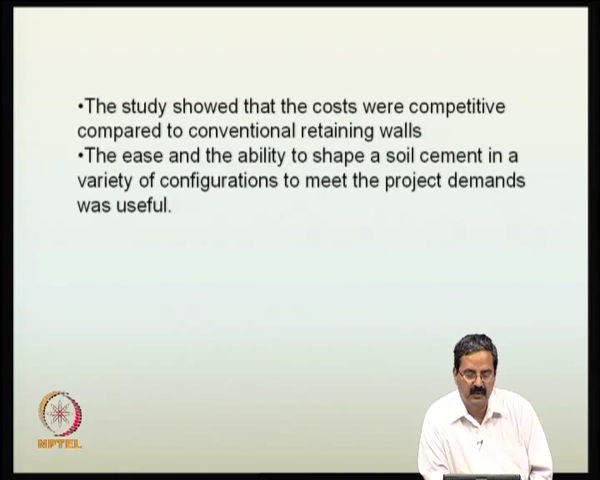 •The study showed that the costs were competitive
compared to conventional retaining walls
•The ease and the ability to shape a soil cement in a
variety of configurations to meet the project demands
was useful.
NPTEL